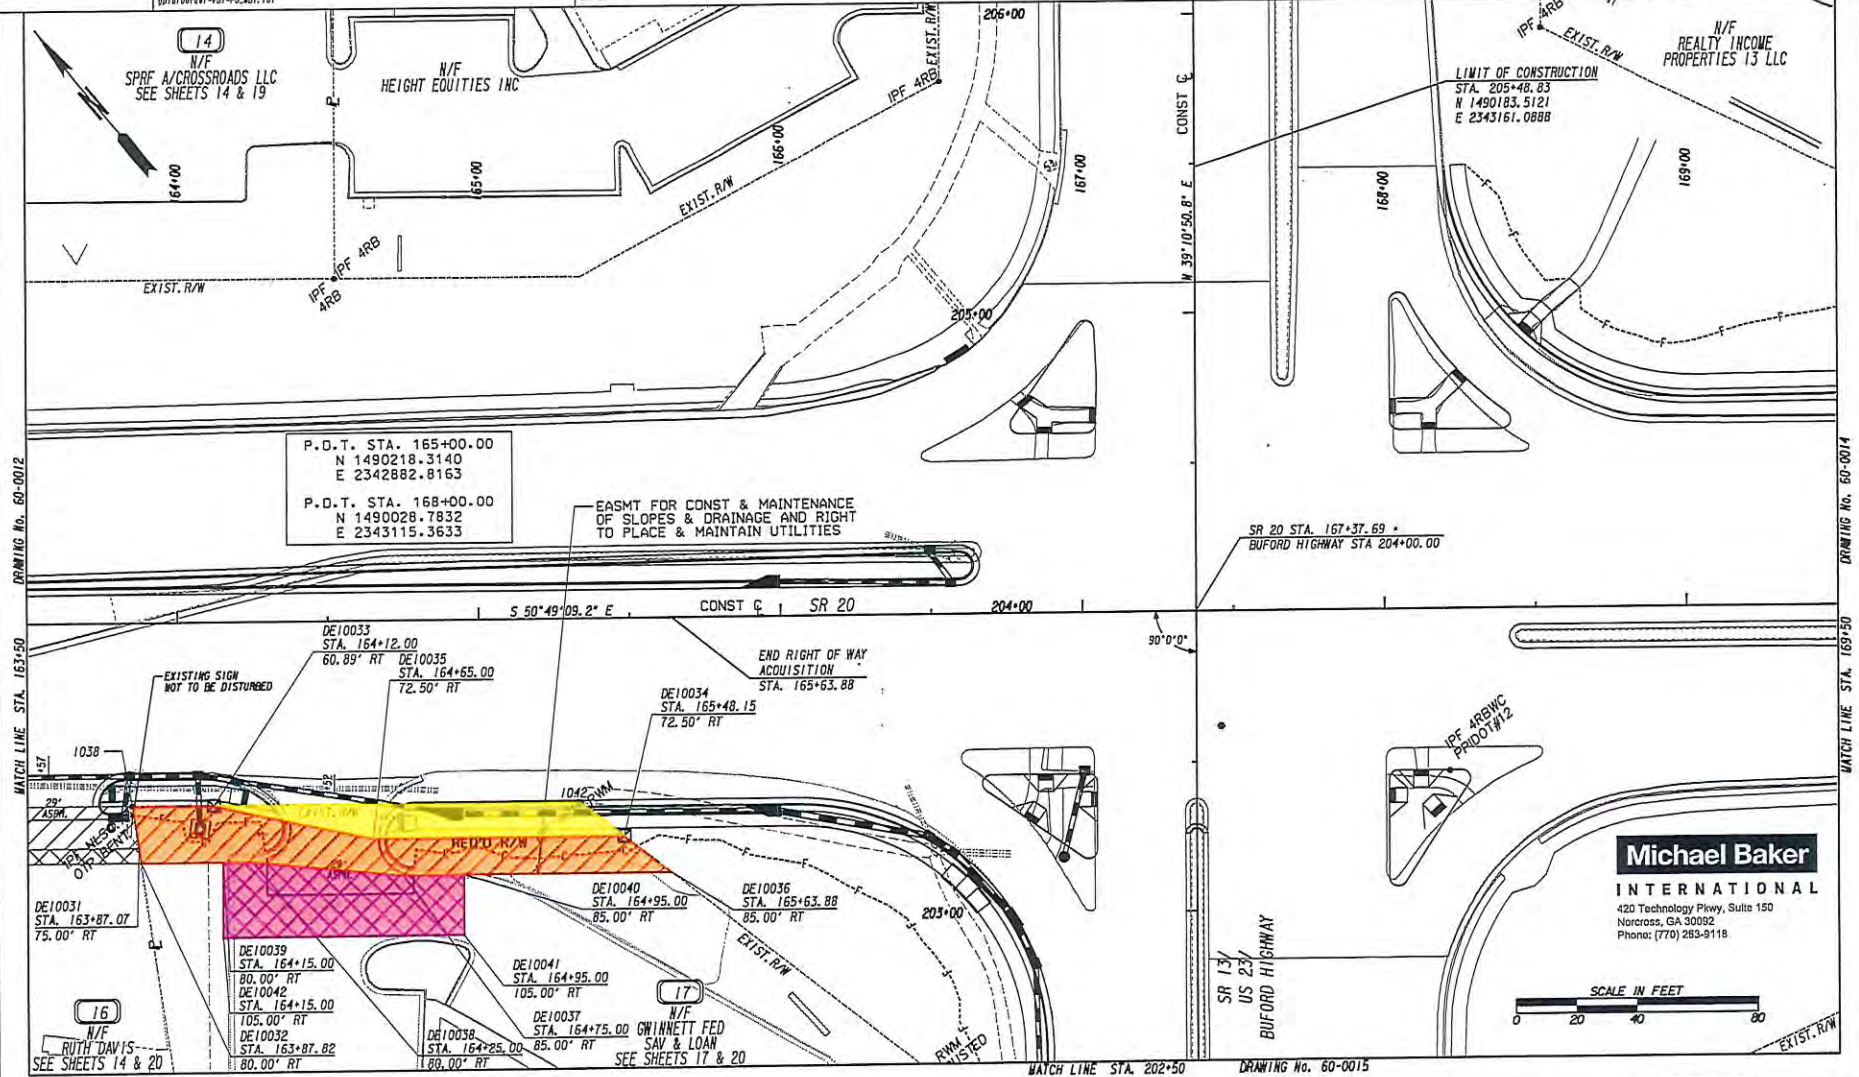 14
N/F
SPRF A/CROSSROADS LLC
SEE SHEETS 14 & 19
N/F
HEIGHT EQUITIES INC
164+00
165+00
166+00
EXIST. R/W
IPF 4RB
206+00
167+00
CONST ℄
N 39°10'50.8" E
LIMIT OF CONSTRUCTION
STA. 205+48.83
N 1490183.5121
E 2343161.0888
IPF 4RB
EXIST. R/W
N/F
REALTY INCOME
PROPERTIES 13 LLC
168+00
169+00
EXIST. R/W
EXIST. R/W
IPF 4RB
IPF
4RB
205+00
F
F
F
F
F
P.O.T. STA. 165+00.00
N 1490218.3140
E 2342882.8163
P.O.T. STA. 168+00.00
N 1490028.7832
E 2343115.3633
EASMT FOR CONST & MAINTENANCE
OF SLOPES & DRAINAGE AND RIGHT
TO PLACE & MAINTAIN UTILITIES
SR 20 STA. 167+37.69 =
BUFORD HIGHWAY STA 204+00.00
MATCH LINE STA. 163+50 DRAWING No. 60-0012
MATCH LINE STA. 169+50 DRAWING No. 60-0014
S 50°49'09.2" E
CONST ℄ SR 20
204+00
90°0'0"
DE10033
STA. 164+12.00
60.89' RT
DE10035
STA. 164+65.00
72.50' RT
EXISTING SIGN
NOT TO BE DISTURBED
END RIGHT OF WAY
ACQUISITION
STA. 165+63.88
DE10034
STA. 165+48.15
72.50' RT
IPF 4RBWC
PRIDOT#12
1038
+57
+52
1042
RWM
29'
ASPH.
EXIST. R/W
REQ'D R/W
ASPH.
DE10031
STA. 163+87.07
75.00' RT
DE10040
STA. 164+95.00
85.00' RT
DE10036
STA. 165+63.88
85.00' RT
203+00
EXIST. R/W
DE10039
STA. 164+15.00
80.00' RT
DE10042
STA. 164+15.00
105.00' RT
DE10032
STA. 163+87.82
80.00' RT
DE10041
STA. 164+95.00
105.00' RT
DE10037
STA. 164+75.00
85.00' RT
DE10038
STA. 164+25.00
80.00' RT
16
N/F
RUTH DAVIS
SEE SHEETS 14 & 20
17
N/F
GWINNETT FED
SAV & LOAN
SEE SHEETS 17 & 20
SR 13/
US 23/
BUFORD HIGHWAY
Michael Baker
INTERNATIONAL
420 Technology Pkwy, Suite 150
Norcross, GA 30092
Phone: (770) 263-9118
SCALE IN FEET
0 20 40 80
EXIST. R/W
MATCH LINE STA. 202+50 DRAWING No. 60-0015